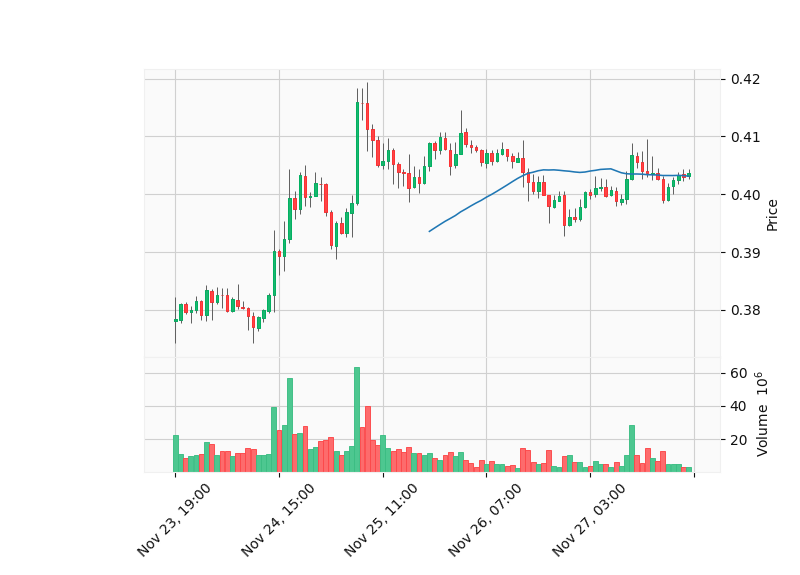 0.42
0.41
0.40
0.39
0.38
Price
60
40
20
Volume 10^6
Nov 23, 19:00
Nov 24, 15:00
Nov 25, 11:00
Nov 26, 07:00
Nov 27, 03:00